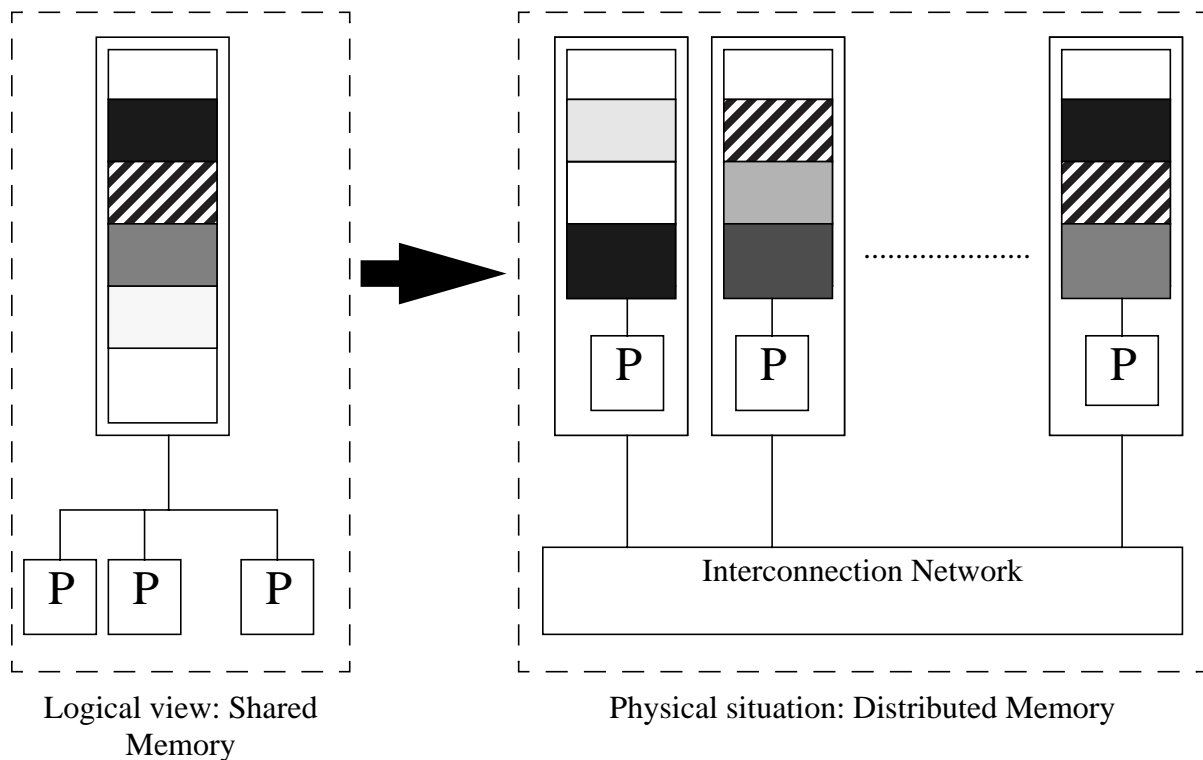 P
P
P
P P P
Interconnection Network
Logical view: Shared
Memory
Physical situation: Distributed Memory